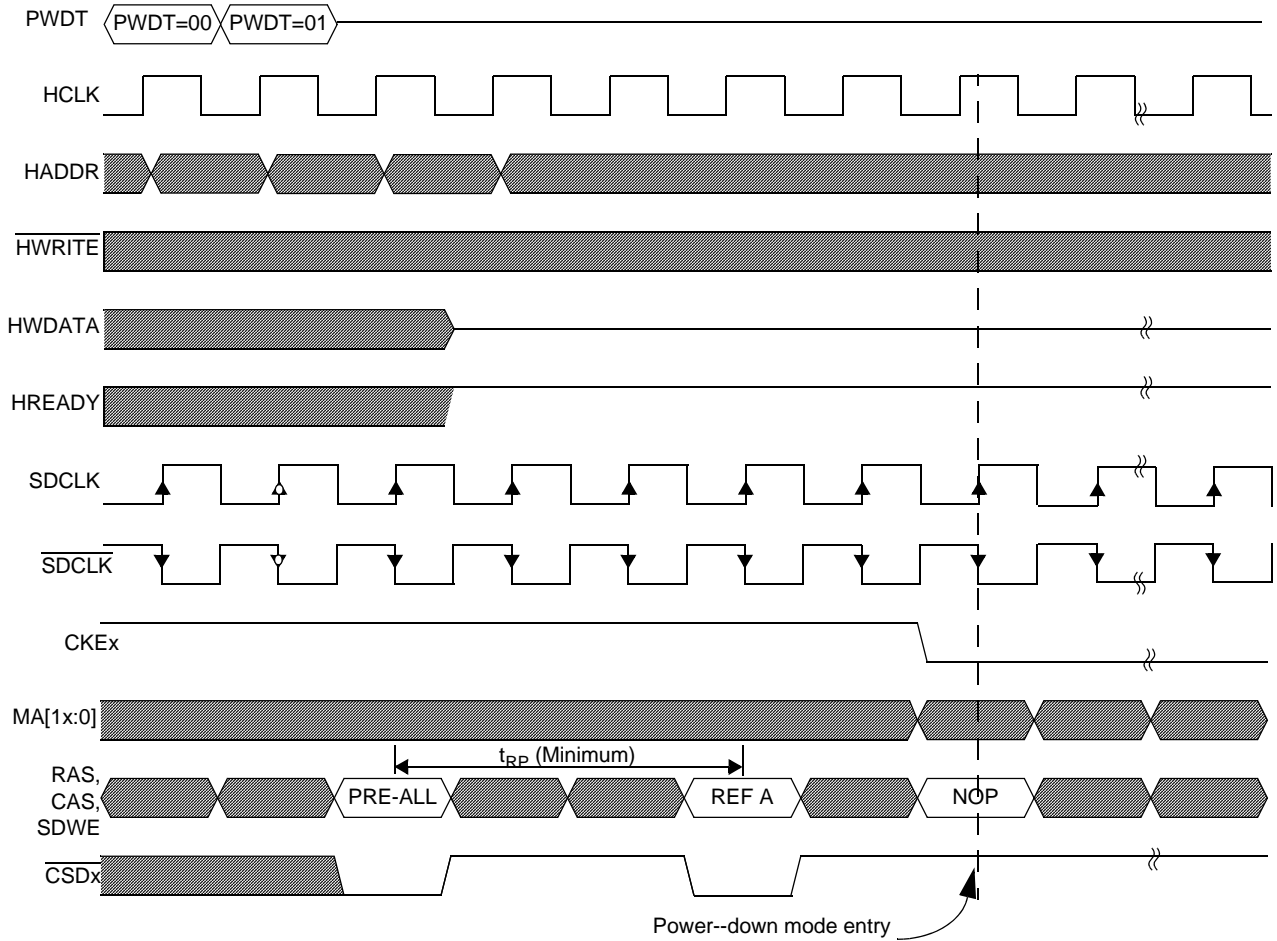 PWDT
PWDT=00 PWDT=01
HCLK
HADDR
HWRITE
HWDATA
HREADY
SDCLK
SDCLK
CKEx
MA[1x:0]
tRP (Minimum)
RAS,
CAS,
SDWE
PRE-ALL REF A NOP
CSDx
Power--down mode entry